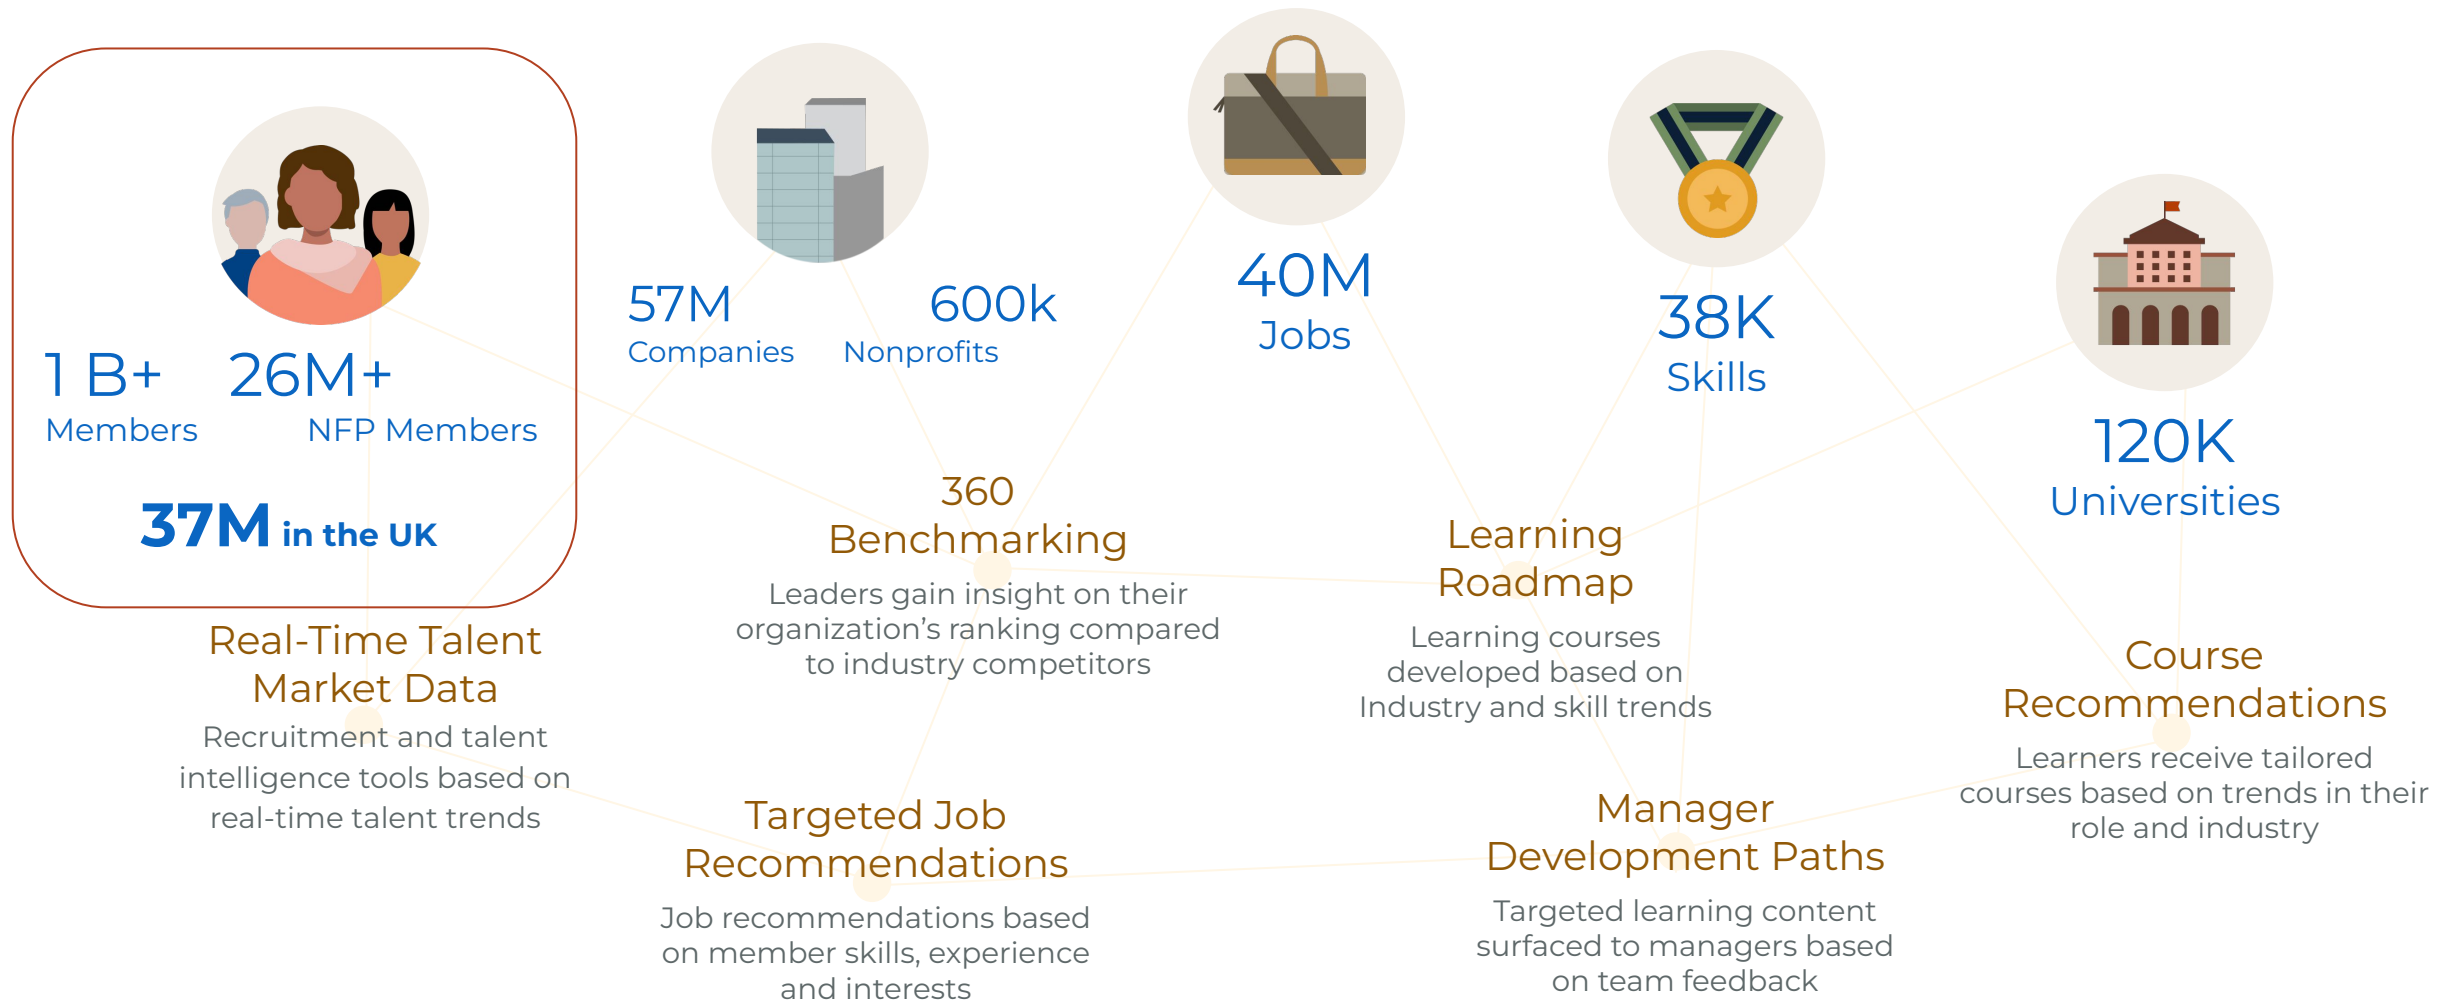 1 B+ 26M+
Members NFP Members
37M in the UK
57M 600k
Companies Nonprofits
40M
Jobs
38K
Skills
120K
Universities
Real-Time Talent
Market Data
Recruitment and talent
intelligence tools based on
real-time talent trends
360
Benchmarking
Leaders gain insight on their
organization’s ranking compared
to industry competitors
Learning
Roadmap
Learning courses
developed based on
Industry and skill trends
Course
Recommendations
Learners receive tailored
courses based on trends in their
role and industry
Targeted Job
Recommendations
Job recommendations based
on member skills, experience
and interests
Manager
Development Paths
Targeted learning content
surfaced to managers based
on team feedback